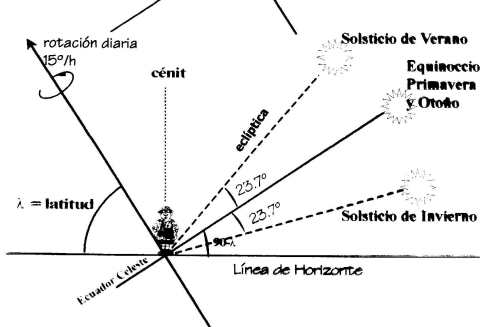 rotación diaria
15º/h
cénit
Solsticio de Verano
Equinoccio
Primavera
y Otoño
eclíptica
23.7º
23.7º
λ = latitud
90-λ
Solsticio de Invierno
Línea de Horizonte
Ecuador Celeste